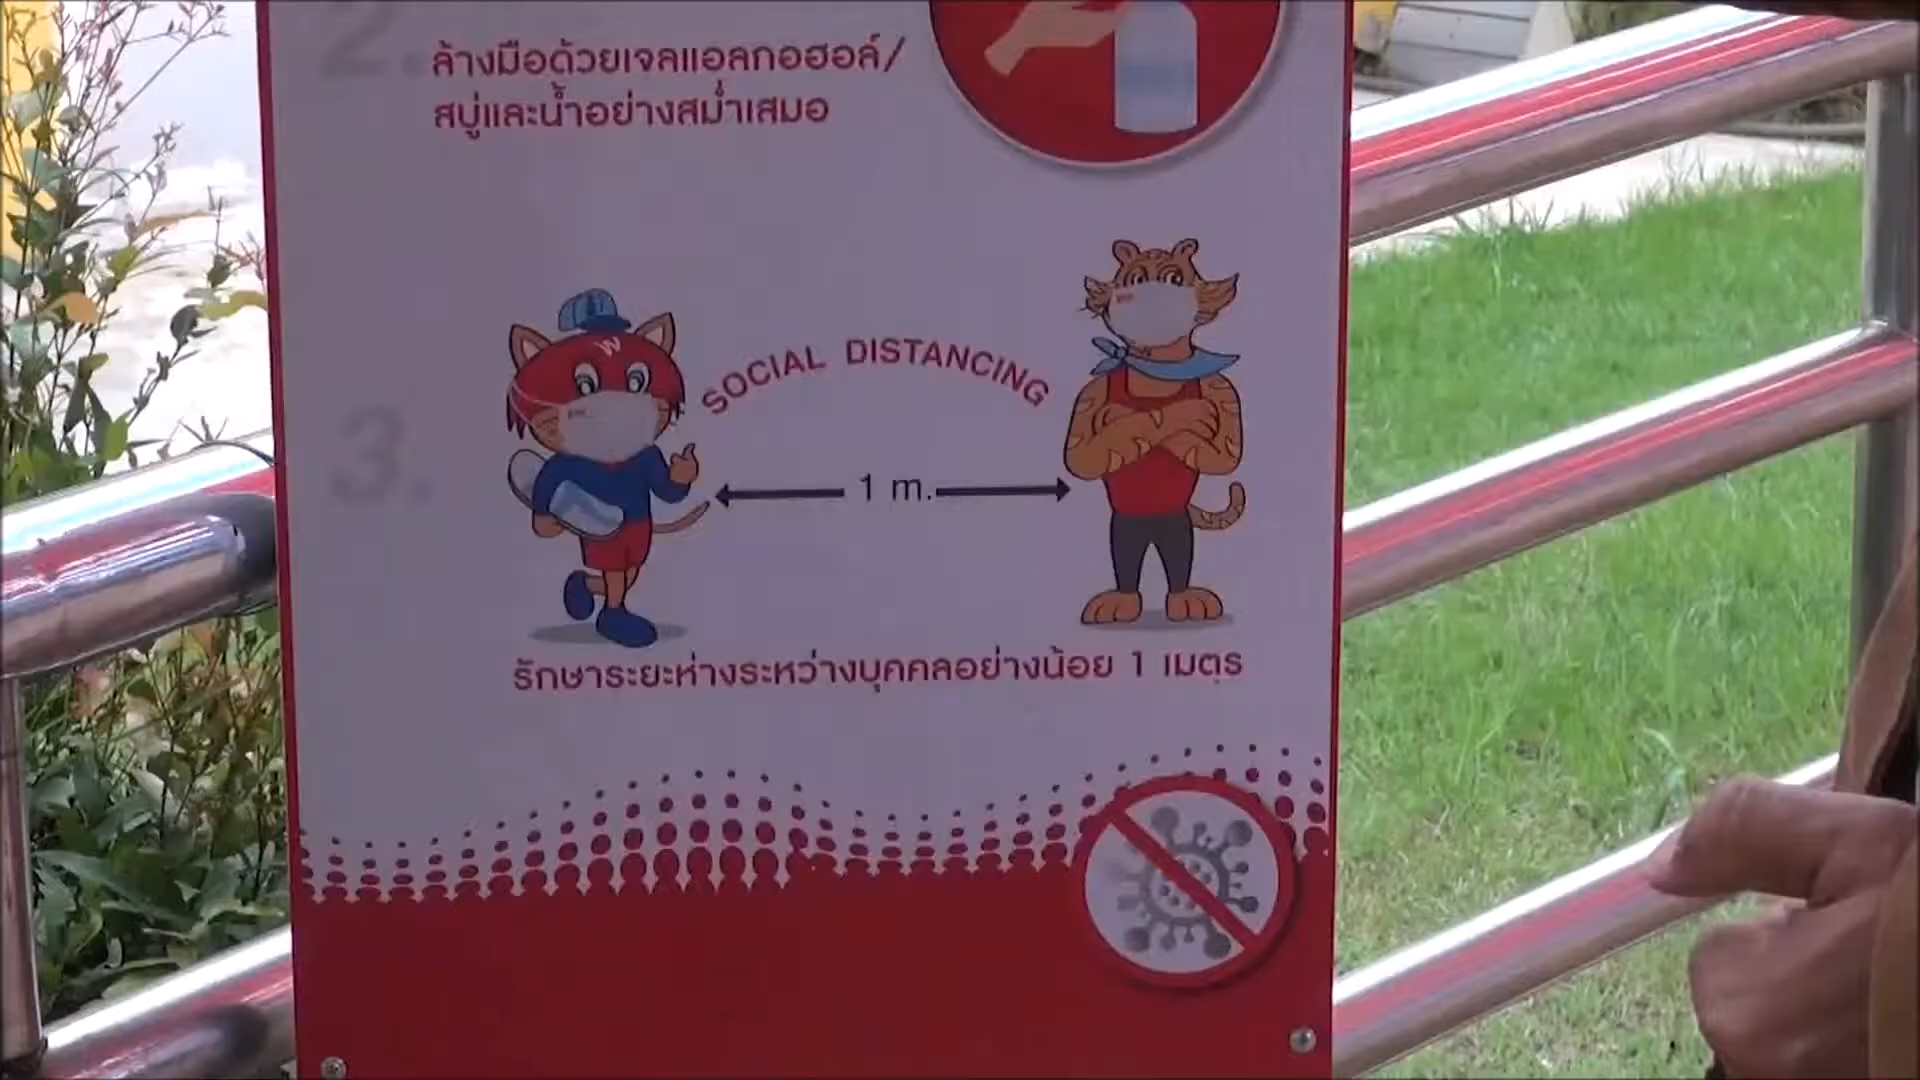 2.
ล้างมือด้วยเจลแอลกอฮอล์/
สบู่และน้ำอย่างสม่ำเสมอ
W
SOCIAL DISTANCING
3.
1 m.
รักษาระยะห่างระหว่างบุคคลอย่างน้อย 1 เมตร